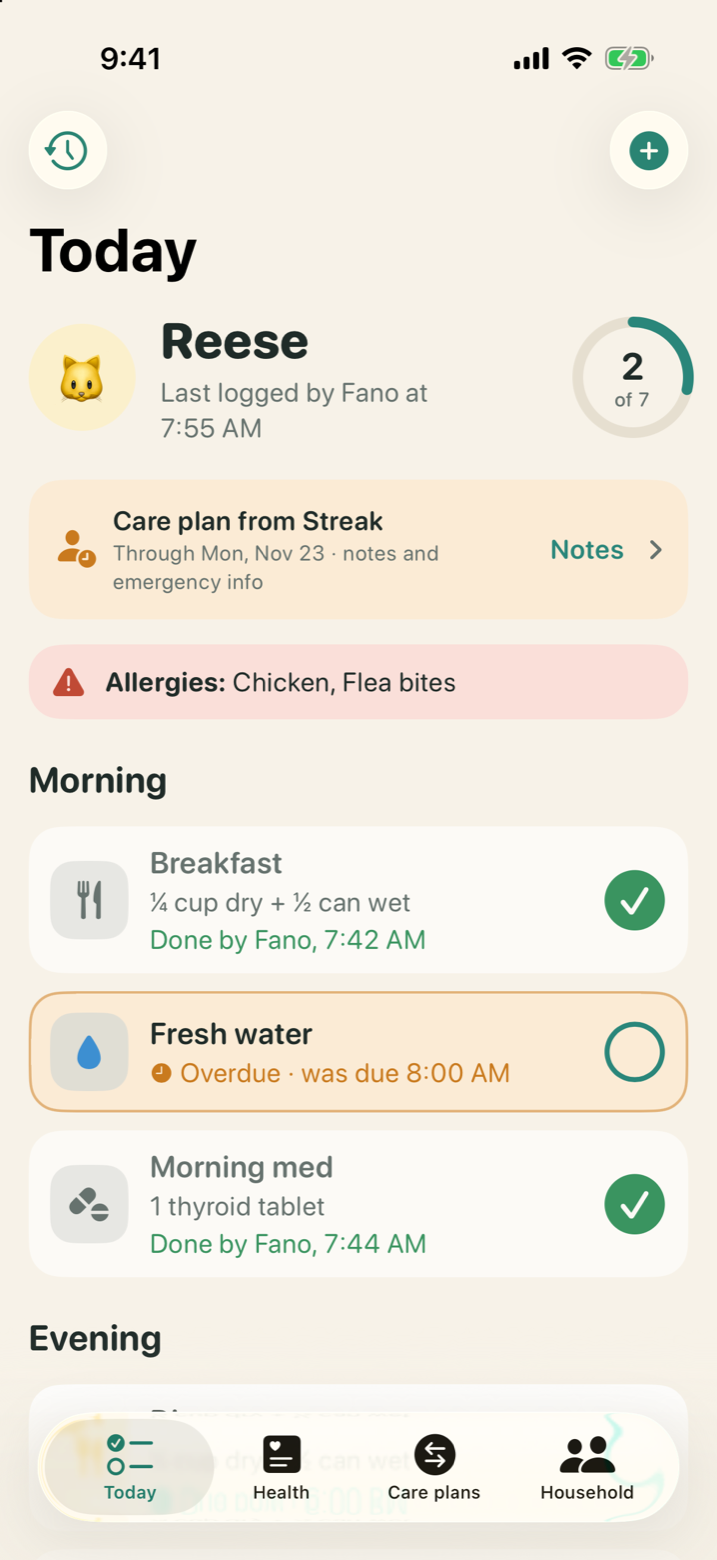 9:41
Today
Reese
Last logged by Fano at
7:55 AM
2
of 7
Care plan from Streak
Through Mon, Nov 23 · notes and
emergency info
Notes
Allergies: Chicken, Flea bites
Morning
Breakfast
¼ cup dry + ½ can wet
Done by Fano, 7:42 AM
Fresh water
Overdue · was due 8:00 AM
Morning med
1 thyroid tablet
Done by Fano, 7:44 AM
Evening
Today
Health
Care plans
Household